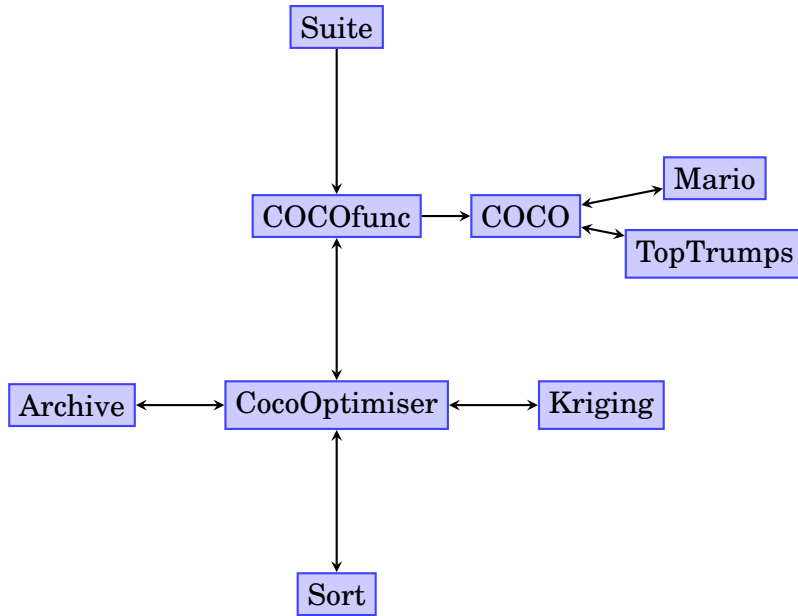 Suite
Mario
COCOfunc
COCO
TopTrumps
Archive
CocoOptimiser
Kriging
Sort